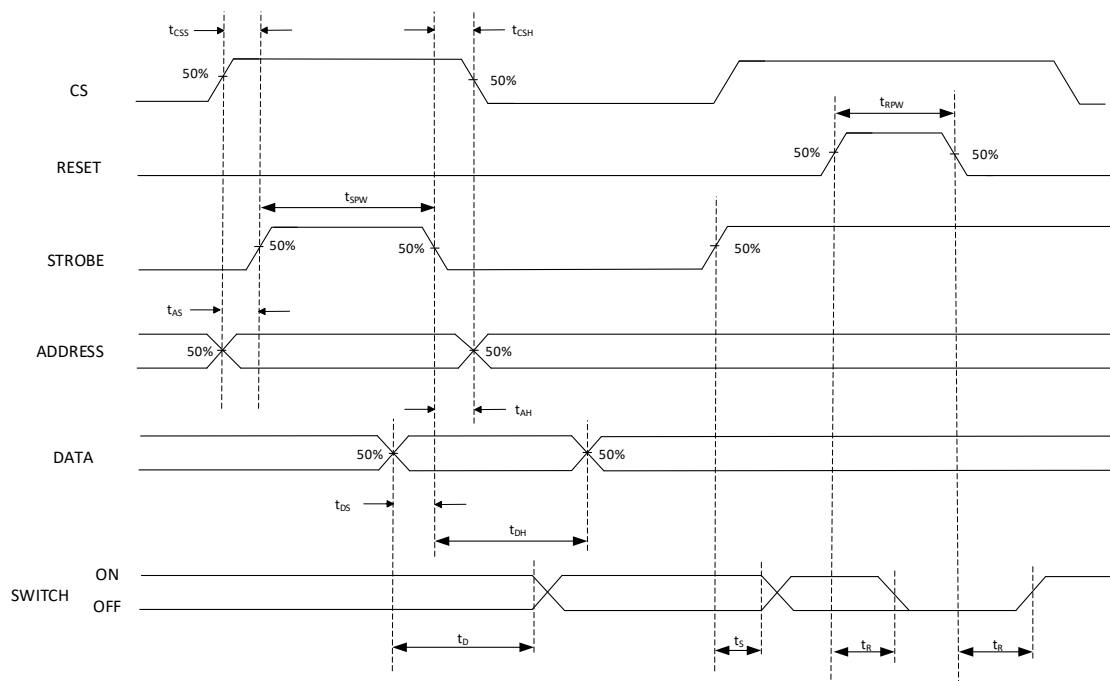 tCSS
tCSH
50%
50%
CS
tRPW
50%
50%
RESET
tSPW
50%
50%
50%
STROBE
tAS
50%
50%
ADDRESS
tAH
50%
50%
DATA
tDS
tDH
ON
SWITCH
OFF
tD
tS
tR
tR